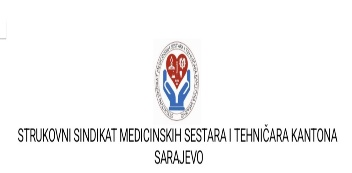 STRUKOVNI SINDIKAT MEDICINSKIH SESTARA I TEHNIČARA KANTONA
SARAJEVO